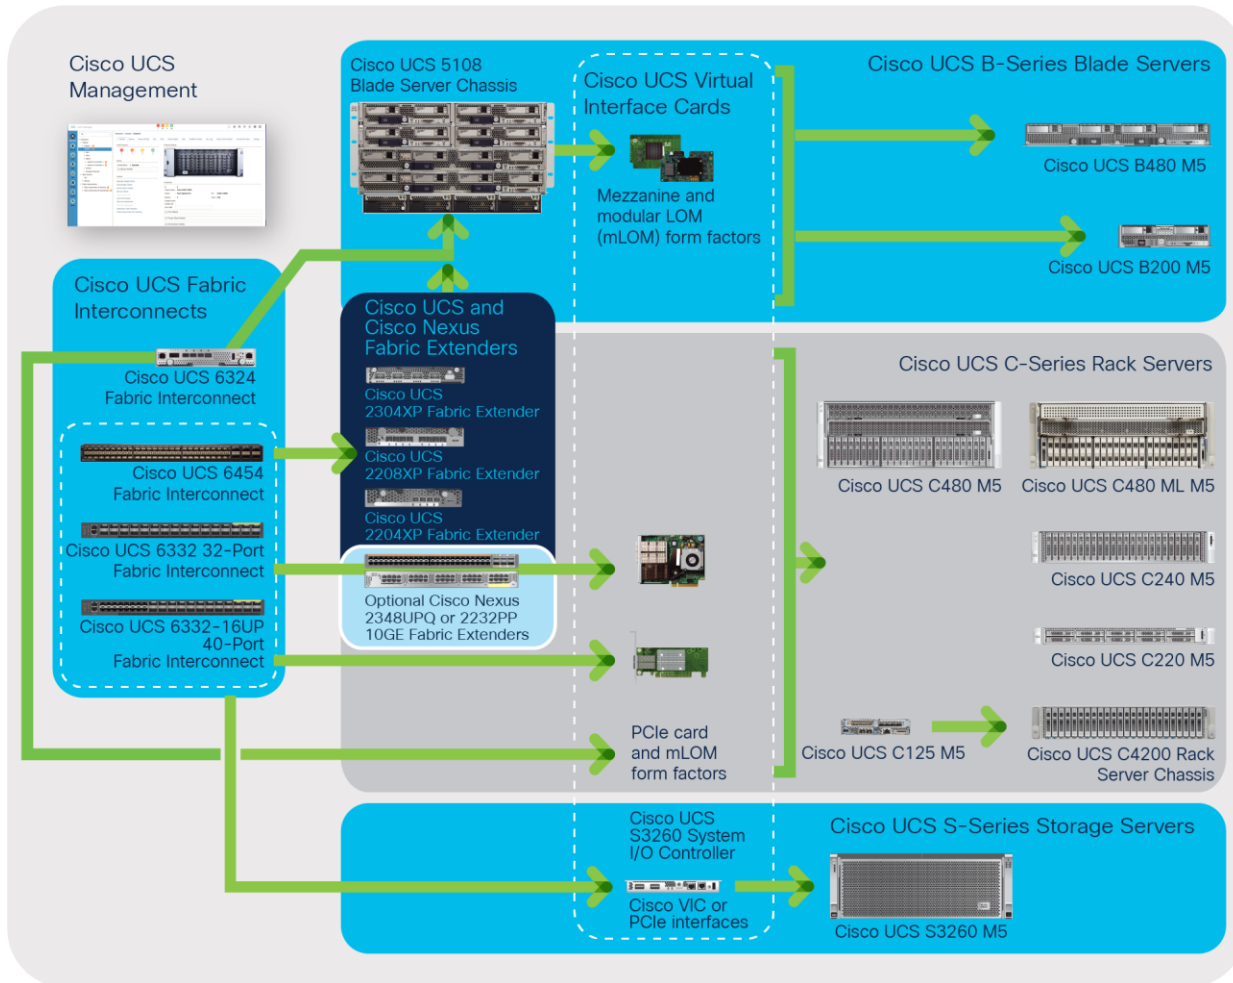 Cisco UCS
Management
Cisco UCS Fabric
Interconnects
Cisco UCS 6324
Fabric Interconnect
Cisco UCS 6454
Fabric Interconnect
Cisco UCS 6332 32-Port
Fabric Interconnect
Cisco UCS 6332-16UP
40-Port
Fabric Interconnect
Cisco UCS 5108
Blade Server Chassis
Cisco UCS and
Cisco Nexus
Fabric Extenders
Cisco UCS
2304XP Fabric Extender
Cisco UCS
2208XP Fabric Extender
Cisco UCS
2204XP Fabric Extender
Optional Cisco Nexus
2348UPQ or 2232PP
10GE Fabric Extenders
Cisco UCS Virtual
Interface Cards
Mezzanine and
modular LOM
(mLOM) form factors
PCIe card
and mLOM
form factors
Cisco UCS
S3260 System
I/O Controller
Cisco VIC or
PCIe interfaces
Cisco UCS B-Series Blade Servers
Cisco UCS B480 M5
Cisco UCS B200 M5
Cisco UCS C-Series Rack Servers
Cisco UCS C480 M5
Cisco UCS C480 ML M5
Cisco UCS C240 M5
Cisco UCS C220 M5
Cisco UCS C125 M5
Cisco UCS C4200 Rack
Server Chassis
Cisco UCS S-Series Storage Servers
Cisco UCS S3260 M5